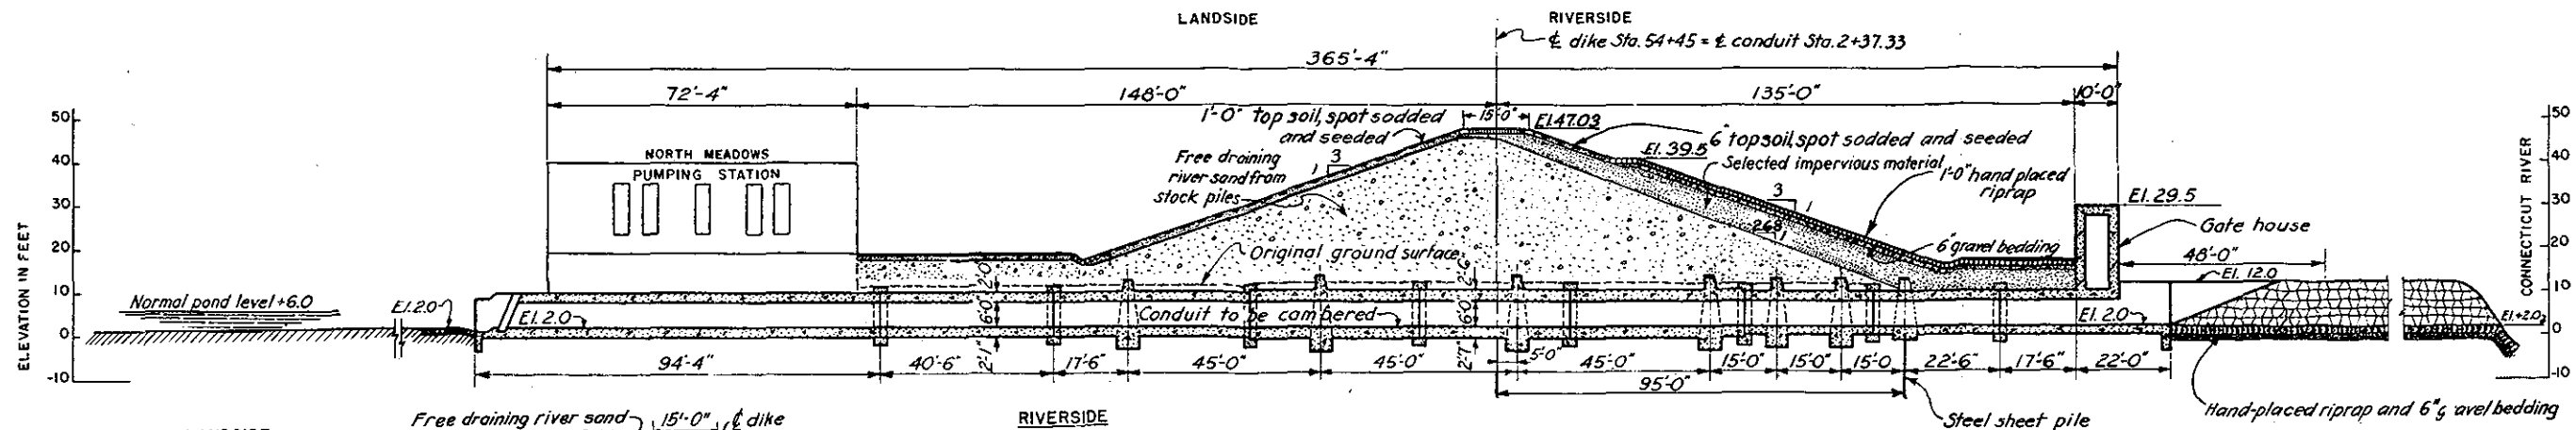 LANDSIDE
RIVERSIDE
℄ dike Sta. 54+45 = ℄ conduit Sta. 2+37.33
365'-4"
72'-4"
148'-0"
135'-0"
10'-0"
ELEVATION IN FEET
50
40
30
20
10
0
-10
NORTH MEADOWS
PUMPING STATION
1'-0" top soil, spot sodded
and seeded
15'-0"
El.47.03
6" topsoil, spot sodded and seeded
El. 39.5
Selected impervious material
1'-0" hand placed
riprap
Free draining
river sand from
stock piles
3
1
3
1
2.68
1
6" gravel bedding
El. 29.5
Gate house
48'-0"
El. 12.0
CONNECTICUT RIVER
50
40
30
20
10
0
-10
Original ground surface
Normal pond level +6.0
El.2.0
El.2.0
2'-0"
6'-0"
2'-1"
Conduit to be cambered
2'-6"
6'-0"
2'-7"
El. 2.0
El.+2.0
94'-4"
40'-6"
17'-6"
45'-0"
45'-0"
5'-0"
45'-0"
15'-0"
15'-0"
15'-0
22'-6"
17'-6"
22'-0"
95'-0"
Steel sheet pile
Hand-placed riprap and 6" g avel bedding
Free draining river sand
15'-0"
℄ dike
RIVERSIDE